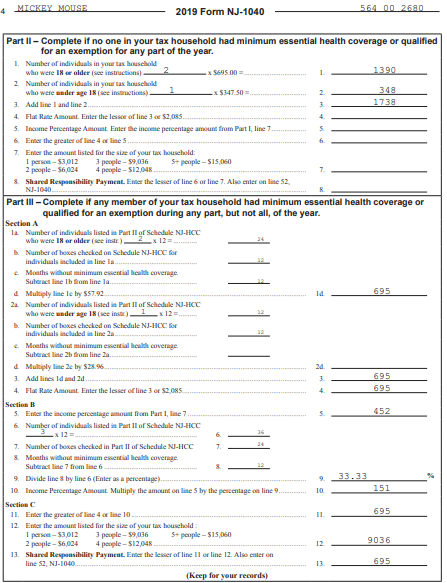 4 MICKEY MOUSE 2019 Form NJ-1040 564 00 2680
Part II – Complete if no one in your tax household had minimum essential health coverage or qualified
for an exemption for any part of the year.
1. Number of individuals in your tax household
who were 18 or older (see instructions) 2 x $695.00 = 1. 1390
2. Number of individuals in your tax household
who were under age 18 (see instructions) 1 x $347.50 = 2. 348
3. Add line 1 and line 2 3. 1738
4. Flat Rate Amount. Enter the lessor of line 3 or $2,085 4.
5. Income Percentage Amount. Enter the income percentage amount from Part I, line 7 5.
6. Enter the greater of line 4 or line 5 6.
7. Enter the amount listed for the size of your tax household:
1 person – $3,012 3 people – $9,036 5+ people – $15,060
2 people – $6,024 4 people – $12,048 7.
8. Shared Responsibility Payment. Enter the lesser of line 6 or line 7. Also enter on line 52,
NJ-1040 8.
Part III – Complete if any member of your tax household had minimum essential health coverage or
qualified for an exemption during any part, but not all, of the year.
Section A
1a. Number of individuals listed in Part II of Schedule NJ-HCC
who were 18 or older (see instr.) 2 x 12 = 24
b. Number of boxes checked on Schedule NJ-HCC for
individuals included in line 1a 12
c. Months without minimum essential health coverage.
Subtract line 1b from line 1a 12
d. Multiply line 1c by $57.92 1d. 695
2a. Number of individuals listed in Part II of Schedule NJ-HCC
who were under age 18 (see instr.) 1 x 12 = 12
b. Number of boxes checked on Schedule NJ-HCC for
individuals included in line 2a 12
c. Months without minimum essential health coverage.
Subtract line 2b from line 2a
d. Multiply line 2c by $28.96 2d.
3. Add lines 1d and 2d 3. 695
4. Flat Rate Amount. Enter the lesser of line 3 or $2,085 4. 695
Section B
5. Enter the income percentage amount from Part I, line 7 5. 452
6. Number of individuals listed in Part II of Schedule NJ-HCC
3 x 12 = 6. 36
7. Number of boxes checked in Part II of Schedule NJ-HCC 7. 24
8. Months without minimum essential health coverage.
Subtract line 7 from line 6 8. 12
9. Divide line 8 by line 6 (Enter as a percentage) 9. 33.33 %
10. Income Percentage Amount. Multiply the amount on line 5 by the percentage on line 9 10. 151
Section C
11. Enter the greater of line 4 or line 10 11. 695
12. Enter the amount listed for the size of your tax household :
1 person – $3,012 3 people – $9,036 5+ people – $15,060
2 people – $6,024 4 people – $12,048 12. 9036
13. Shared Responsibility Payment. Enter the lesser of line 11 or line 12. Also enter on
line 52, NJ-1040 13. 695
(Keep for your records)